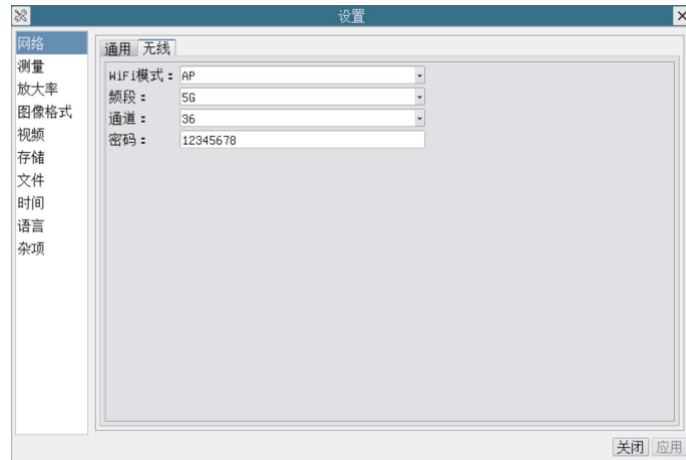 设置
网络
测量
放大率
图像格式
视频
存储
文件
时间
语言
杂项
通用 无线
WiFi模式： AP
频段： 5G
通道： 36
密码： 12345678
关闭 应用